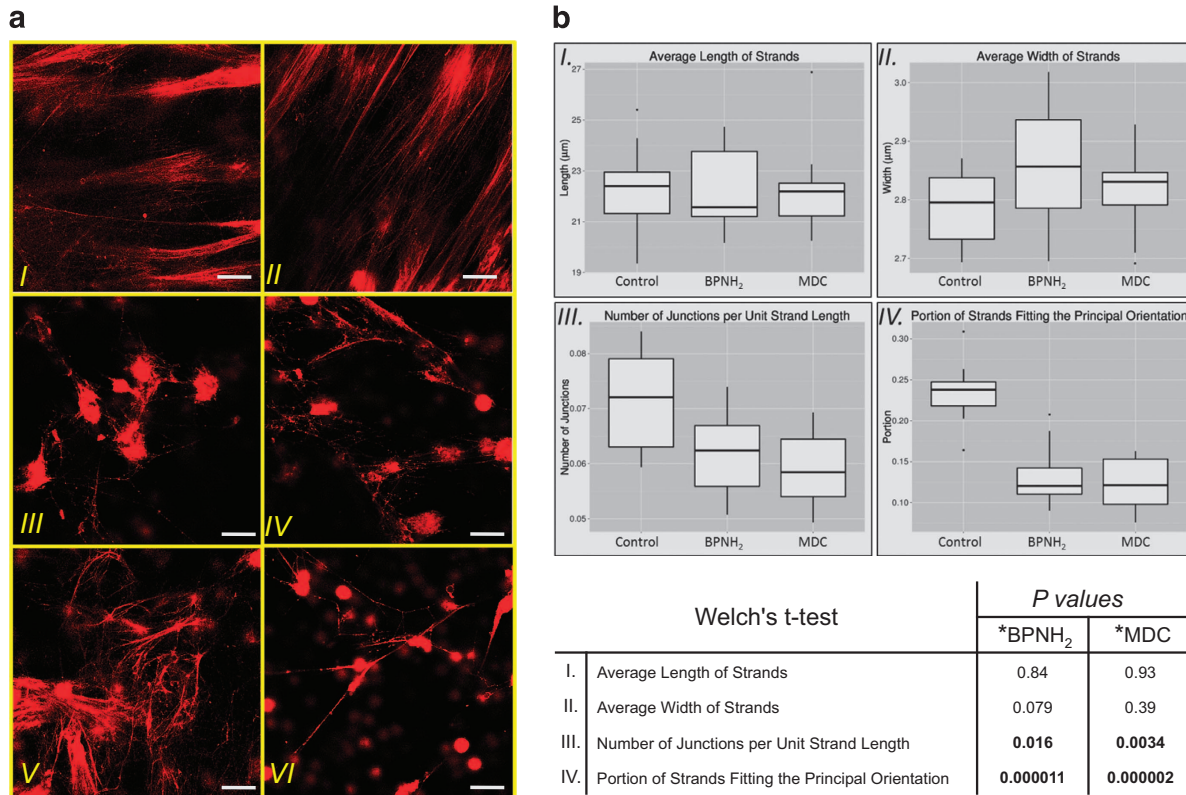 a
I
II
III
IV
V
VI
b
I.
Average Length of Strands
Length (µm)
27
25
23
21
19
Control
BPNH₂
MDC
II.
Average Width of Strands
Width (µm)
3.0
2.9
2.8
2.7
Control
BPNH₂
MDC
III.
Number of Junctions per Unit Strand Length
Number of Junctions
0.08
0.07
0.06
0.05
Control
BPNH₂
MDC
IV.
Portion of Strands Fitting the Principal Orientation
Portion
0.30
0.25
0.20
0.15
0.10
Control
BPNH₂
MDC
Welch's t-test
P values
*BPNH₂ *MDC
I. Average Length of Strands 0.84 0.93
II. Average Width of Strands 0.079 0.39
III. Number of Junctions per Unit Strand Length 0.016 0.0034
IV. Portion of Strands Fitting the Principal Orientation 0.000011 0.000002